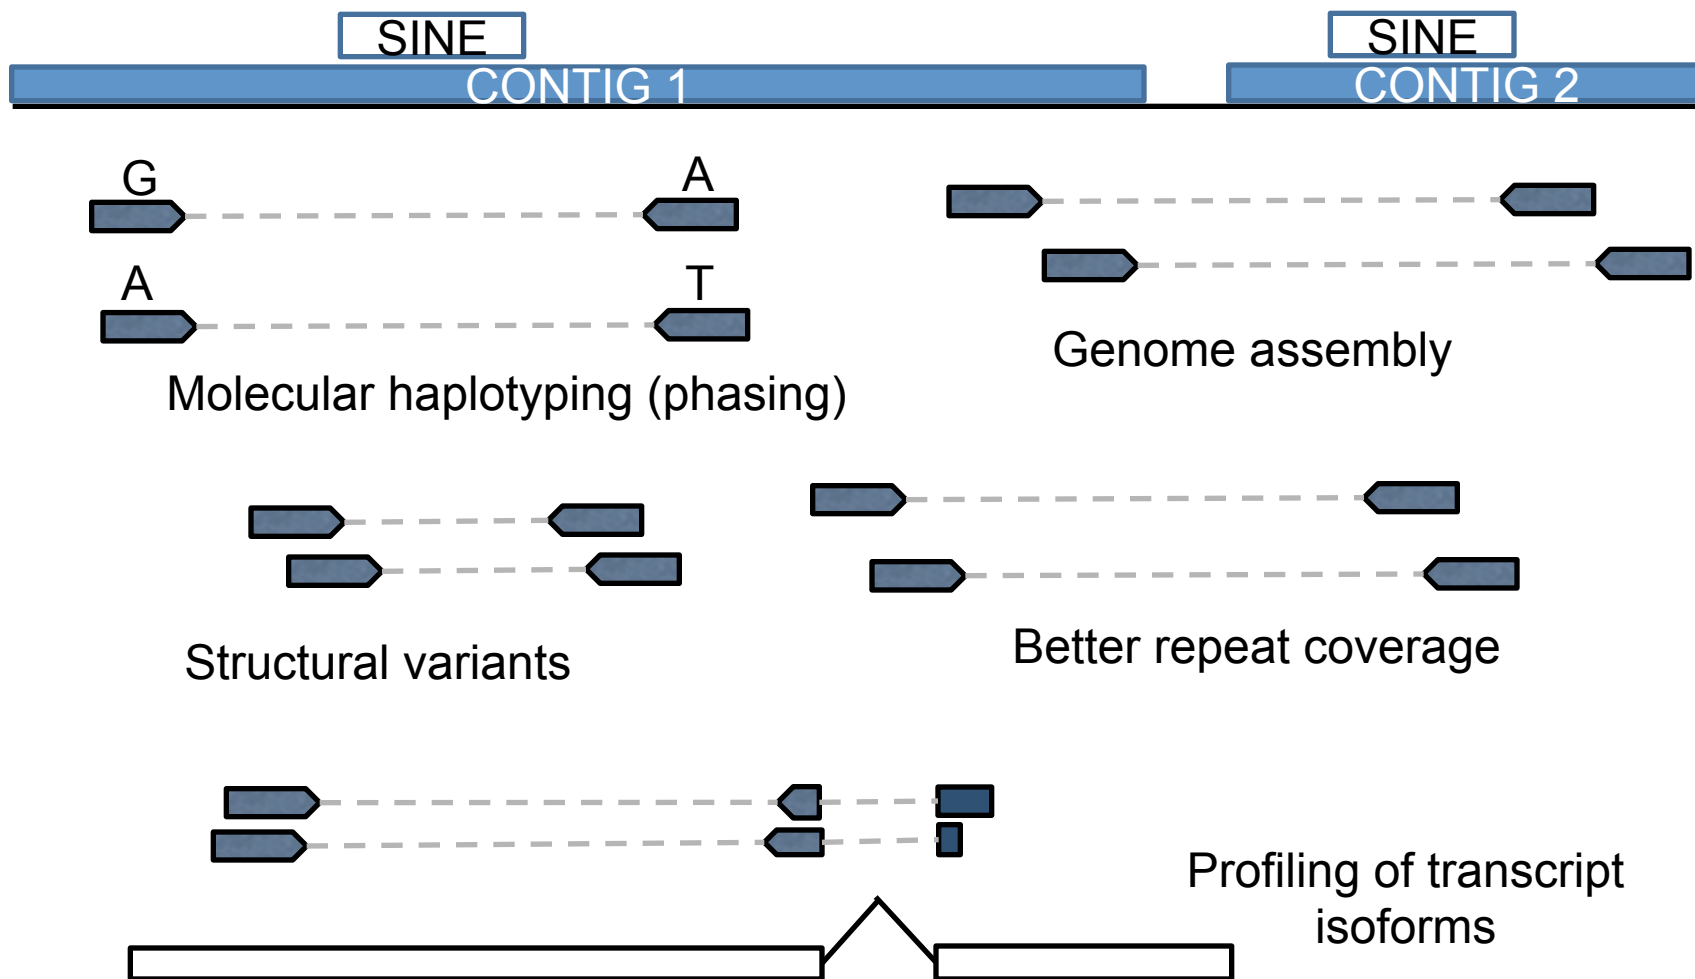 SINE
SINE
CONTIG 1
CONTIG 2
G
A
A
T
Molecular haplotyping (phasing)
Genome assembly
Structural variants
Better repeat coverage
Profiling of transcript
isoforms